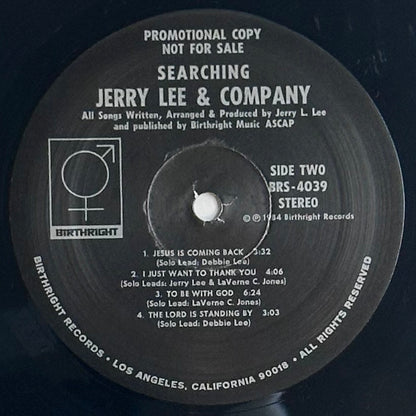 PROMOTIONAL COPY
NOT FOR SALE
SEARCHING
JERRY LEE & COMPANY
All Songs Written, Arranged & Produced by Jerry L. Lee
and published by Birthright Music ASCAP
BIRTHRIGHT
SIDE TWO
BRS-4039
STEREO
© ℗ 1984 Birthright Records
1. JESUS IS COMING BACK 3:32
(Solo Lead: Debbie Lee)
2. I JUST WANT TO THANK YOU 4:06
(Solo Leads: Jerry Lee & LaVerne C. Jones)
3. TO BE WITH GOD 6:24
(Solo Lead: LaVerne C. Jones)
4. THE LORD IS STANDING BY 3:03
(Solo Lead: Debbie Lee)
BIRTHRIGHT RECORDS • LOS ANGELES, CALIFORNIA 90018 • ALL RIGHTS RESERVED